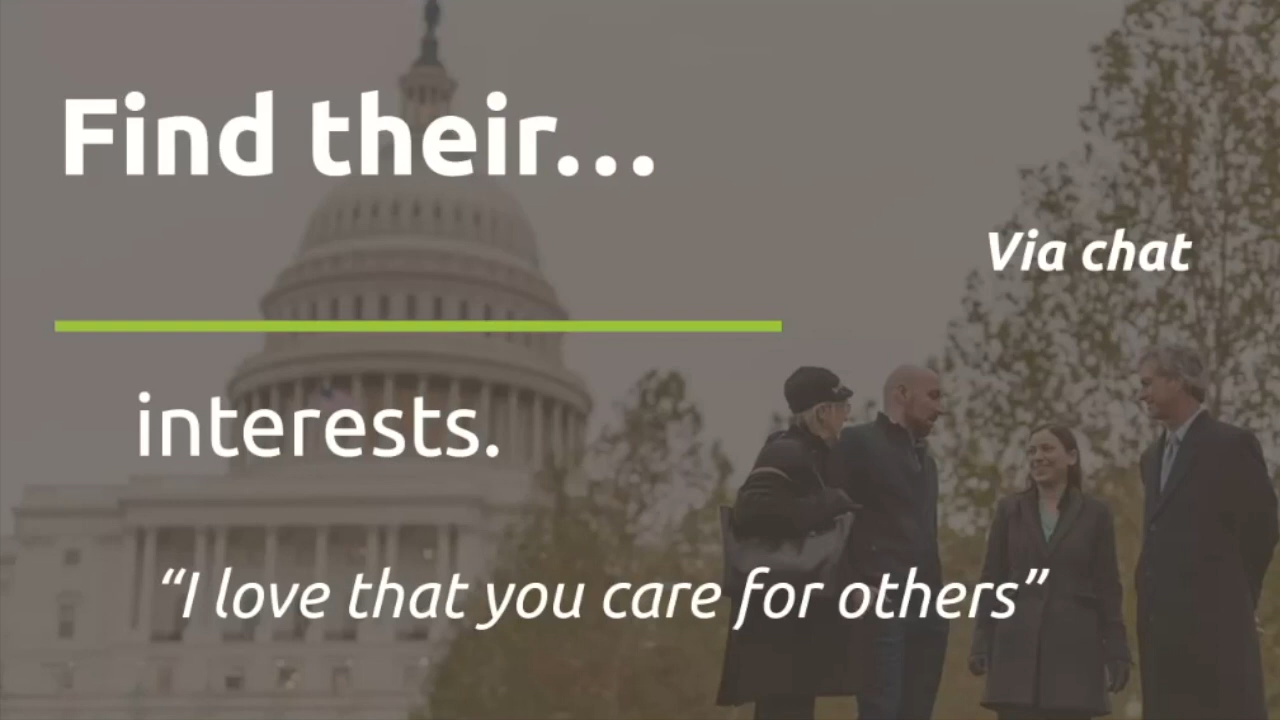 Find their...
Via chat
interests.
“I love that you care for others”